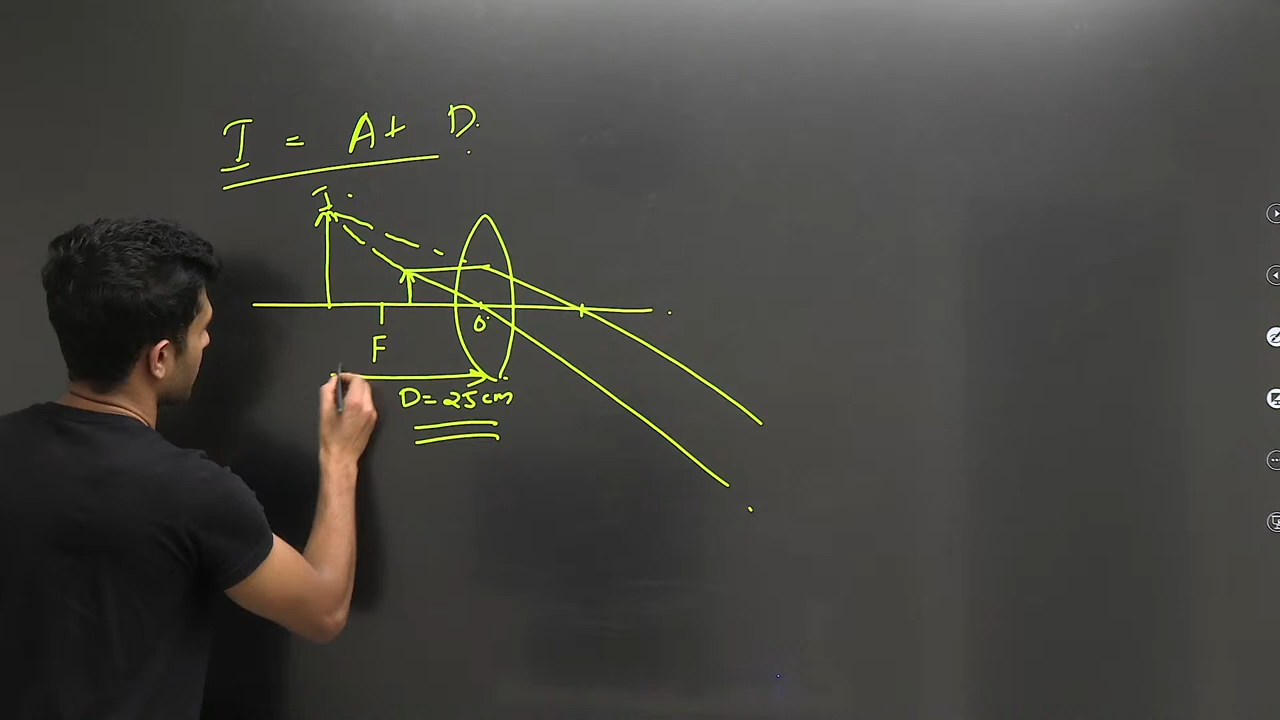 I = A + D.
I
F
O
D = 25 cm